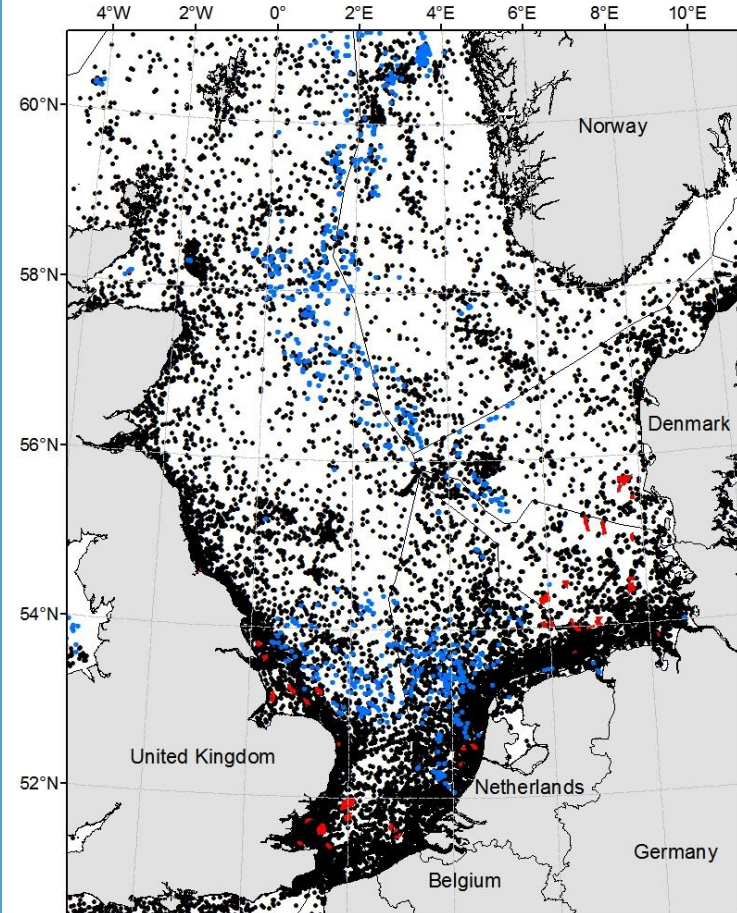 4°W 2°W 0° 2°E 4°E 6°E 8°E 10°E
60°N
Norway
58°N
Denmark
56°N
54°N
United Kingdom
52°N
Netherlands
Germany
Belgium